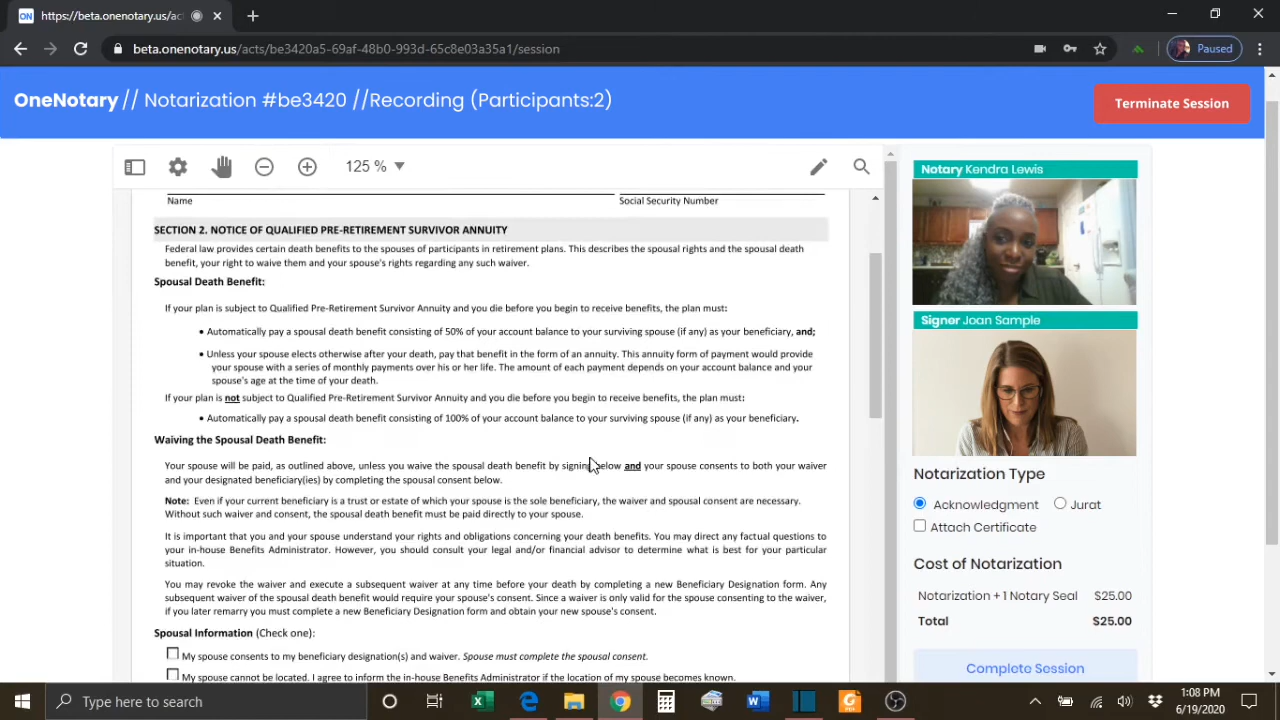 https://beta.onenotary.us/act
beta.onenotary.us/acts/be3420a5-69af-48b0-993d-65c8e03a35a1/session
Paused
OneNotary // Notarization #be3420 //Recording (Participants:2)
Terminate Session
125 %
Name
Social Security Number
SECTION 2. NOTICE OF QUALIFIED PRE-RETIREMENT SURVIVOR ANNUITY
Federal law provides certain death benefits to the spouses of participants in retirement plans. This describes the spousal rights and the spousal death
benefit, your right to waive them and your spouse's rights regarding any such waiver.
Spousal Death Benefit:
If your plan is subject to Qualified Pre-Retirement Survivor Annuity and you die before you begin to receive benefits, the plan must:
• Automatically pay a spousal death benefit consisting of 50% of your account balance to your surviving spouse (if any) as your beneficiary, and;
• Unless your spouse elects otherwise after your death, pay that benefit in the form of an annuity. This annuity form of payment would provide
your spouse with a series of monthly payments over his or her life. The amount of each payment depends on your account balance and your
spouse's age at the time of your death.
If your plan is not subject to Qualified Pre-Retirement Survivor Annuity and you die before you begin to receive benefits, the plan must:
• Automatically pay a spousal death benefit consisting of 100% of your account balance to your surviving spouse (if any) as your beneficiary.
Waiving the Spousal Death Benefit:
Your spouse will be paid, as outlined above, unless you waive the spousal death benefit by signing below and your spouse consents to both your waiver
and your designated beneficiary(ies) by completing the spousal consent below.
Note: Even if your current beneficiary is a trust or estate of which your spouse is the sole beneficiary, the waiver and spousal consent are necessary.
Without such waiver and consent, the spousal death benefit must be paid directly to your spouse.
It is important that you and your spouse understand your rights and obligations concerning your death benefits. You may direct any factual questions to
your in-house Benefits Administrator. However, you should consult your legal and/or financial advisor to determine what is best for your particular
situation.
You may revoke the waiver and execute a subsequent waiver at any time before your death by completing a new Beneficiary Designation form. Any
subsequent waiver of the spousal death benefit would require your spouse's consent. Since a waiver is only valid for the spouse consenting to the waiver,
if you later remarry you must complete a new Beneficiary Designation form and obtain your new spouse's consent.
Spousal Information (Check one):
My spouse consents to my beneficiary designation(s) and waiver. Spouse must complete the spousal consent.
My spouse cannot be located. I agree to inform the in-house Benefits Administrator if the location of my spouse becomes known.
Notary Kendra Lewis
Signer Joan Sample
Notarization Type
Acknowledgment Jurat
Attach Certificate
Cost of Notarization
Notarization + 1 Notary Seal $25.00
Total $25.00
Complete Session
Type here to search
1:08 PM
6/19/2020